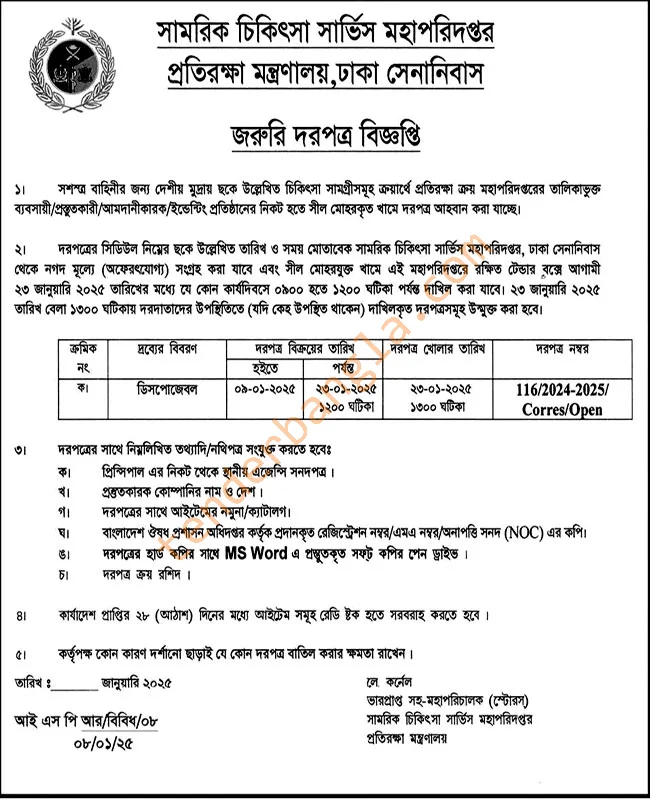 সামরিক চিকিৎসা সার্ভিস মহাপরিদপ্তর
প্রতিরক্ষা মন্ত্রণালয়,ঢাকা সেনানিবাস
জরুরি দরপত্র বিজ্ঞপ্তি
১। সশস্ত্র বাহিনীর জন্য দেশীয় মুদ্রায় ছকে উল্লেখিত চিকিৎসা সামগ্রীসমূহ ক্রয়ার্থে প্রতিরক্ষা ক্রয় মহাপরিদপ্তরের তালিকাভুক্ত
ব্যবসায়ী/প্রস্তুতকারী/আমদানীকারক/ইন্ডেন্টিং প্রতিষ্ঠানের নিকট হতে সীল মোহরকৃত খামে দরপত্র আহবান করা যাচ্ছে।
২। দরপত্রের সিডিউল নিম্নের ছকে উল্লেখিত তারিখ ও সময় মোতাবেক সামরিক চিকিৎসা সার্ভিস মহাপরিদপ্তর, ঢাকা সেনানিবাস
থেকে নগদ মূল্যে (অফেরৎযোগ্য) সংগ্রহ করা যাবে এবং সীল মোহরযুক্ত খামে এই মহাপরিদপ্তরে রক্ষিত টেন্ডার বক্সে আগামী
২৩ জানুয়ারি ২০২৫ তারিখের মধ্যে যে কোন কার্যদিবসে ০৯০০ হতে ১২০০ ঘটিকা পর্যন্ত দাখিল করা যাবে। ২৩ জানুয়ারি ২০২৫
তারিখ বেলা ১৩০০ ঘটিকায় দরদাতাদের উপস্থিতিতে (যদি কেহ উপস্থিত থাকেন) দাখিলকৃত দরপত্রসমূহ উন্মুক্ত করা হবে।
ক্রমিক নং দ্রব্যের বিবরণ দরপত্র বিক্রয়ের তারিখ দরপত্র খোলার তারিখ দরপত্র নম্বর
হইতে পর্যন্ত
ক। ডিসপোজেবল ০৯-০১-২০২৫ ২৩-০১-২০২৫ ২৩-০১-২০২৫ 116/2024-2025/
১২০০ ঘটিকা ১৩০০ ঘটিকা Corres/Open
৩। দরপত্রের সাথে নিম্নলিখিত তথ্যাদি/নথিপত্র সংযুক্ত করতে হবেঃ
ক। প্রিন্সিপাল এর নিকট থেকে স্থানীয় এজেন্সি সনদপত্র ।
খ। প্রস্তুতকারক কোম্পানির নাম ও দেশ ।
গ। দরপত্রের সাথে আইটেমের নমুনা/ক্যাটালগ।
ঘ। বাংলাদেশ ঔষধ প্রশাসন অধিদপ্তর কর্তৃক প্রদানকৃত রেজিস্ট্রেশন নম্বর/এমএ নম্বর/অনাপত্তি সনদ (NOC) এর কপি।
ঙ। দরপত্রের হার্ড কপির সাথে MS Word এ প্রস্তুতকৃত সফ্ট কপির পেন ড্রাইভ ।
চ। দরপত্র ক্রয় রশিদ ।
৪। কার্যাদেশ প্রাপ্তির ২৮ (আঠাশ) দিনের মধ্যে আইটেম সমূহ রেডি ষ্টক হতে সরবরাহ করতে হবে ।
৫। কর্তৃপক্ষ কোন কারণ দর্শানো ছাড়াই যে কোন দরপত্র বাতিল করার ক্ষমতা রাখেন ।
তারিখ ঃ______ জানুয়ারি ২০২৫
লে কর্নেল
ভারপ্রাপ্ত সহ-মহাপরিচালক (স্টোরস্)
সামরিক চিকিৎসা সার্ভিস মহাপরিদপ্তর
প্রতিরক্ষা মন্ত্রণালয়
আই এস পি আর/বিবিধ/০৮
০৮/০১/২৫
tenderbangla.com